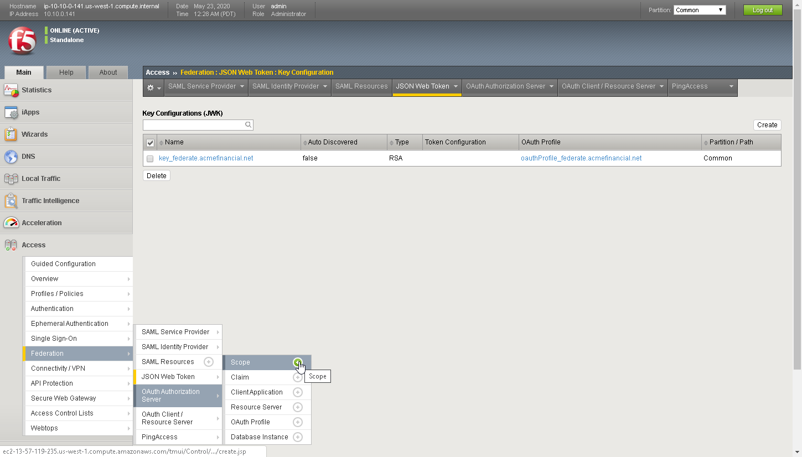 Hostname ip-10-10-0-141.us-west-1.compute.internal Date May 23, 2020 User admin
IP Address 10.10.0.141 Time 12:28 AM (PDT) Role Administrator
Partition: Common Log out
f5
ONLINE (ACTIVE)
Standalone
Main Help About
Access ›› Federation : JSON Web Token : Key Configuration
SAML Service Provider SAML Identity Provider SAML Resources JSON Web Token OAuth Authorization Server OAuth Client / Resource Server PingAccess
Statistics
iApps
Wizards
DNS
Local Traffic
Traffic Intelligence
Acceleration
Access
Key Configurations (JWK)
Create
Name Auto Discovered Type Token Configuration OAuth Profile Partition / Path
key_federate.acmefinancial.net false RSA oauthProfile_federate.acmefinancial.net Common
Delete
Guided Configuration
Overview
Profiles / Policies
Authentication
Ephemeral Authentication
Single Sign-On
Federation
Connectivity / VPN
API Protection
Secure Web Gateway
Access Control Lists
Webtops
SAML Service Provider
SAML Identity Provider
SAML Resources
JSON Web Token
OAuth Authorization
Server
OAuth Client /
Resource Server
PingAccess
Scope
Claim
Client Application
Resource Server
OAuth Profile
Database Instance
Scope
ec2-13-57-119-235.us-west-1.compute.amazonaws.com/tmui/Control/.../create.jsp